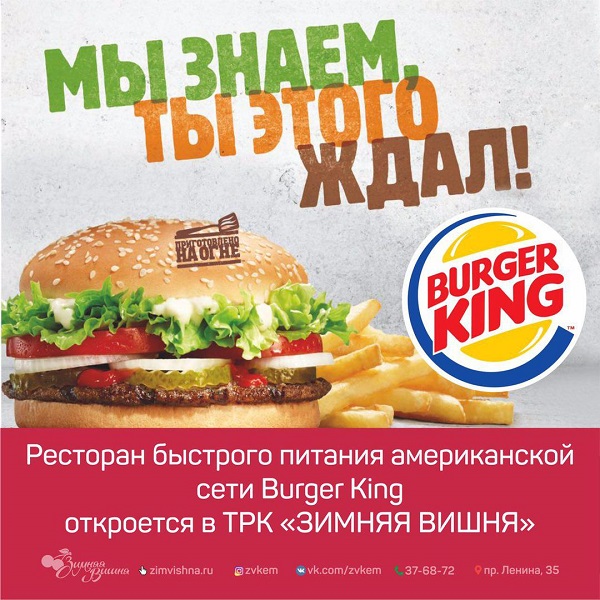 МЫ ЗНАЕМ,
ТЫ ЭТОГО
ЖДАЛ!
ПРИГОТОВЛЕНО
НА ОГНЕ
BURGER
KING
TM
Ресторан быстрого питания американской
сети Burger King
откроется в ТРК «ЗИМНЯЯ ВИШНЯ»
Зимняя вишня zimvishna.ru zvkem vk.com/zvkem 37-68-72 пр. Ленина, 35